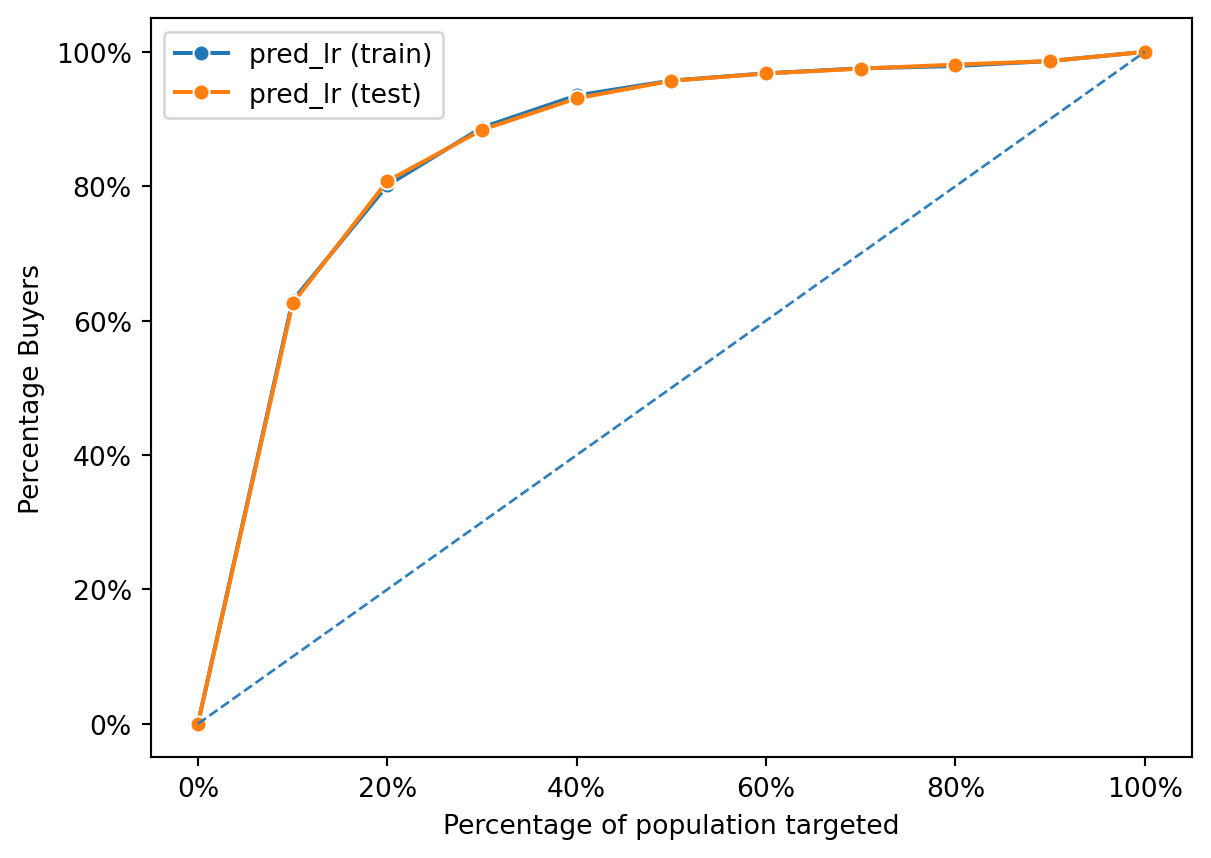 pred_lr (train)
pred_lr (test)
100%
80%
60%
40%
20%
0%
Percentage Buyers
0% 20% 40% 60% 80% 100%
Percentage of population targeted